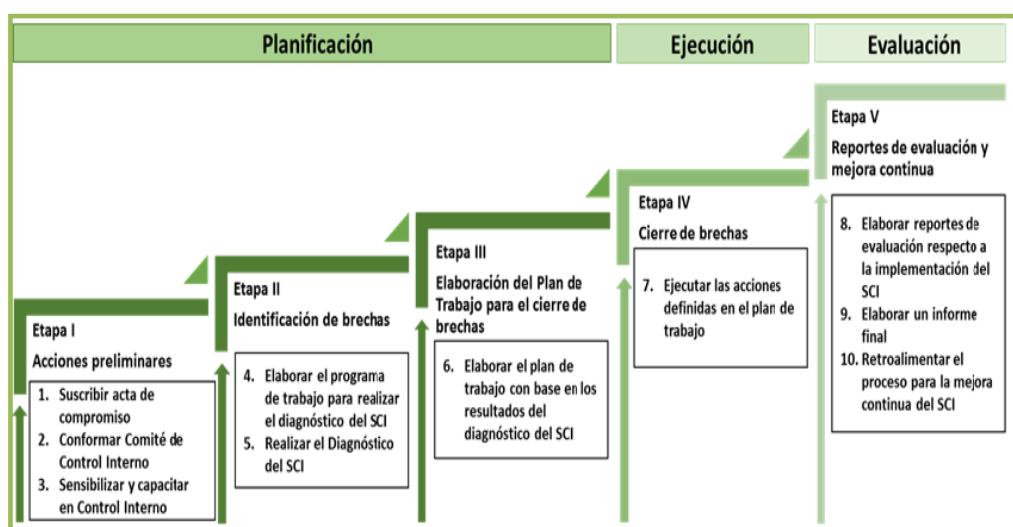 Planificación
Ejecución
Evaluación
Etapa I
Acciones preliminares
1. Suscribir acta de
compromiso
2. Conformar Comité de
Control Interno
3. Sensibilizar y capacitar
en Control Interno
Etapa II
Identificación de brechas
4. Elaborar el programa
de trabajo para realizar
el diagnóstico del SCI
5. Realizar el Diagnóstico
del SCI
Etapa III
Elaboración del Plan de
Trabajo para el cierre de
brechas
6. Elaborar el plan de
trabajo con base en los
resultados del
diagnóstico del SCI
Etapa IV
Cierre de brechas
7. Ejecutar las acciones
definidas en el plan de
trabajo
Etapa V
Reportes de evaluación y
mejora continua
8. Elaborar reportes de
evaluación respecto a
la implementación del
SCI
9. Elaborar un informe
final
10. Retroalimentar el
proceso para la mejora
continua del SCI